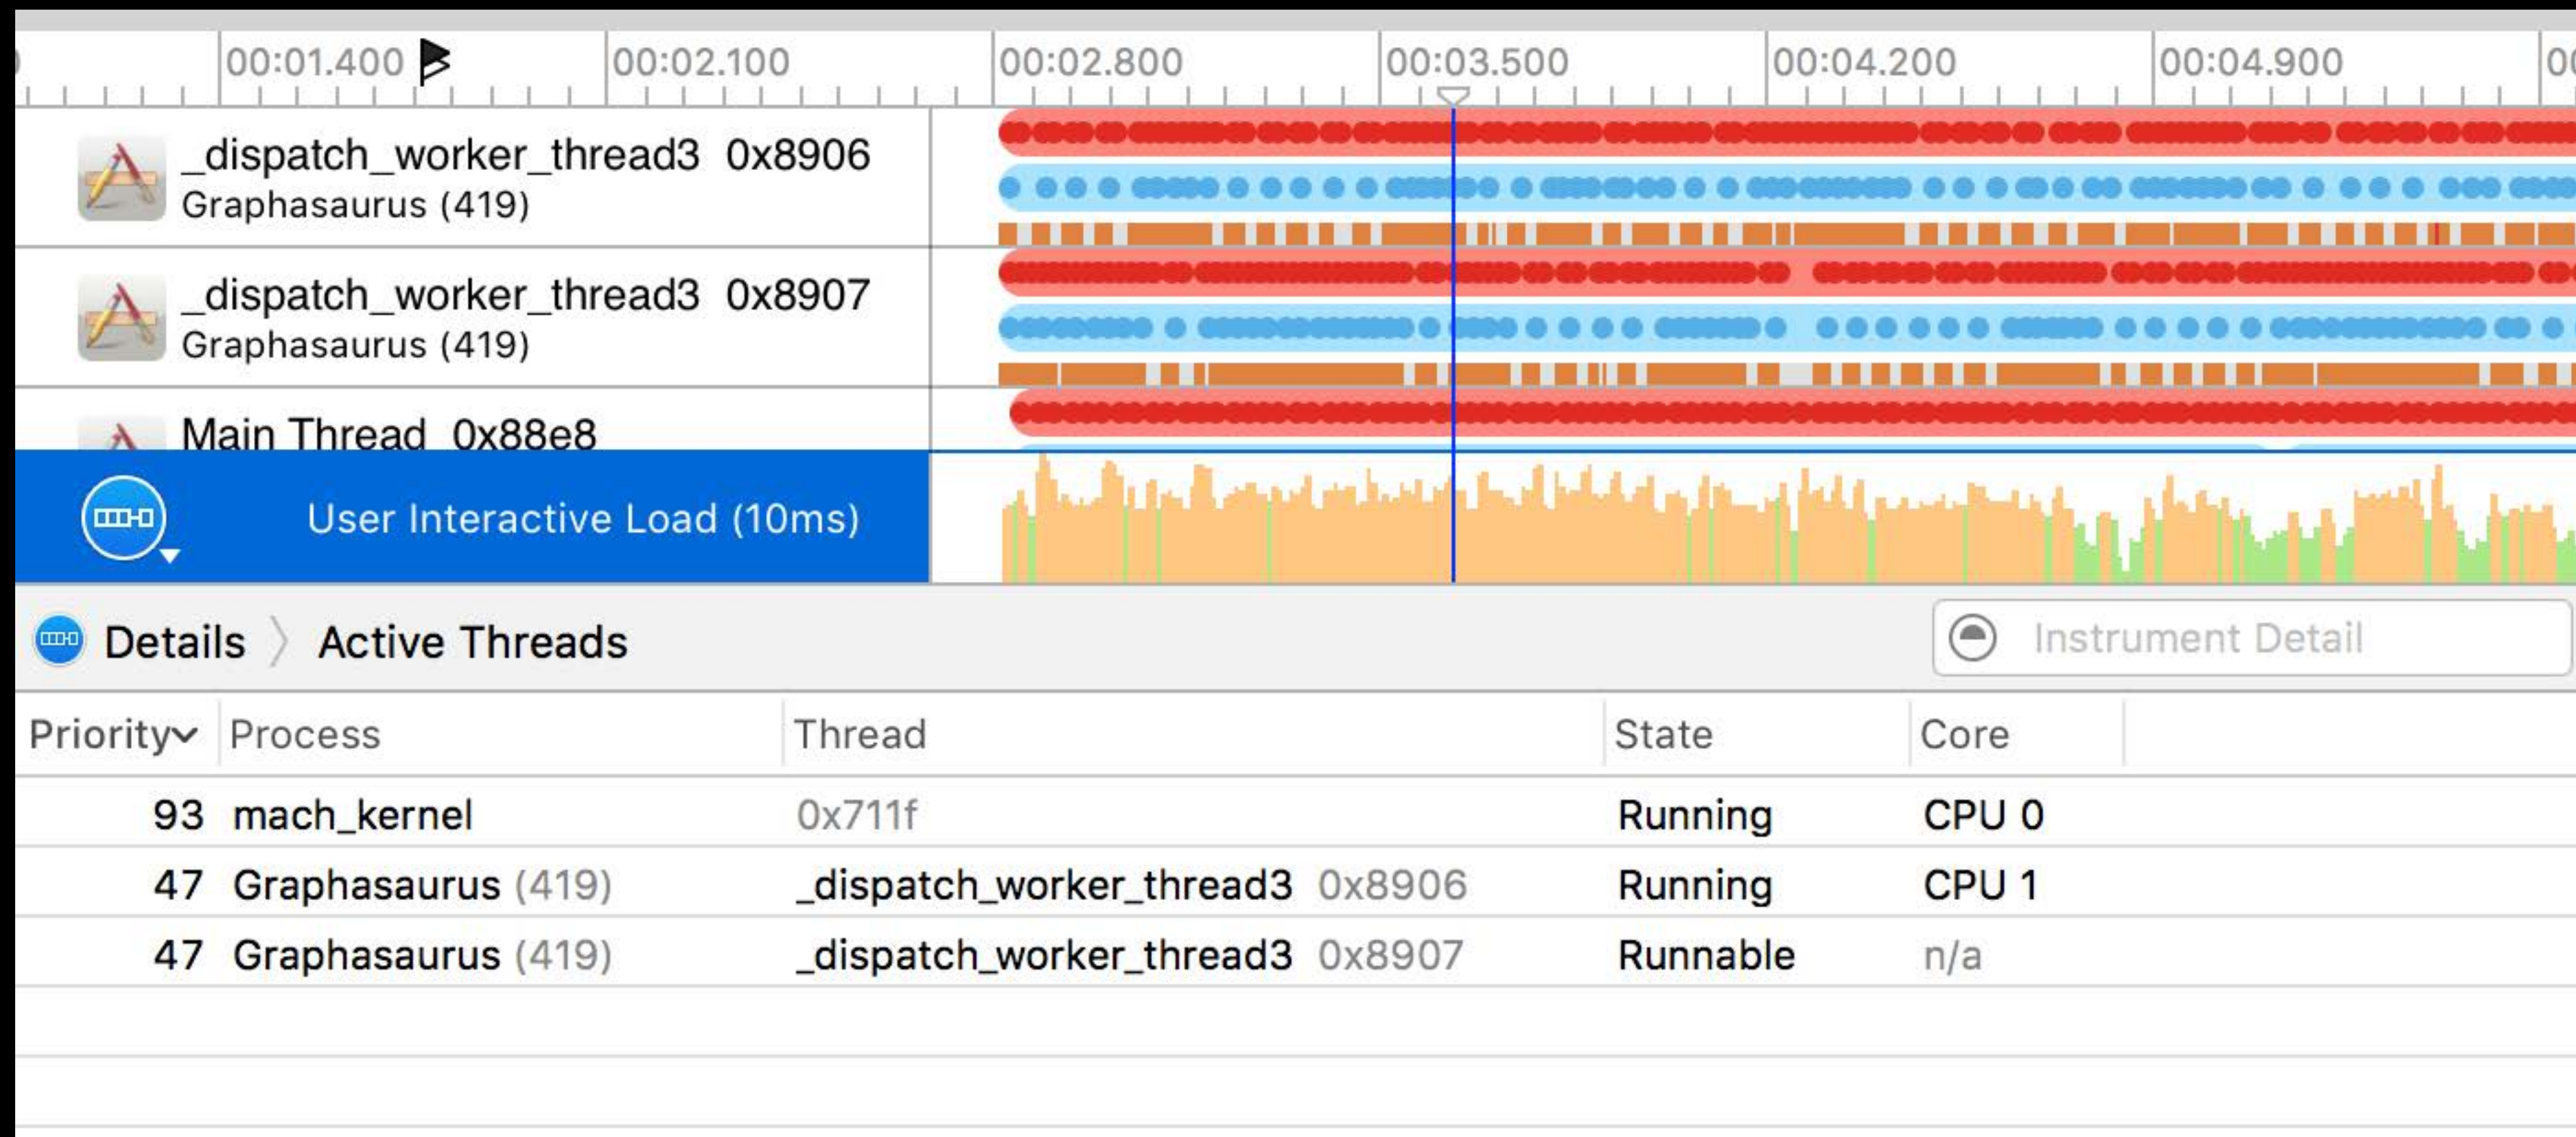 00:01.400 00:02.100 00:02.800 00:03.500 00:04.200 00:04.900
_dispatch_worker_thread3 0x8906
Graphasaurus (419)
_dispatch_worker_thread3 0x8907
Graphasaurus (419)
Main Thread 0x88e8
User Interactive Load (10ms)
Details Active Threads Instrument Detail
Priority Process Thread State Core
93 mach_kernel 0x711f Running CPU 0
47 Graphasaurus (419) _dispatch_worker_thread3 0x8906 Running CPU 1
47 Graphasaurus (419) _dispatch_worker_thread3 0x8907 Runnable n/a